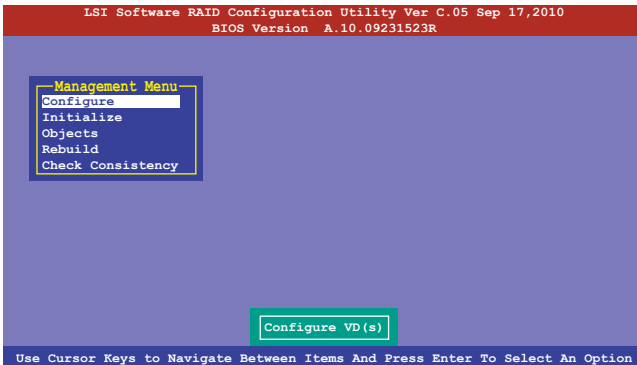 LSI Software RAID Configuration Utility Ver C.05 Sep 17,2010
BIOS Version A.10.09231523R
Management Menu
Configure
Initialize
Objects
Rebuild
Check Consistency
Configure VD(s)
Use Cursor Keys to Navigate Between Items And Press Enter To Select An Option